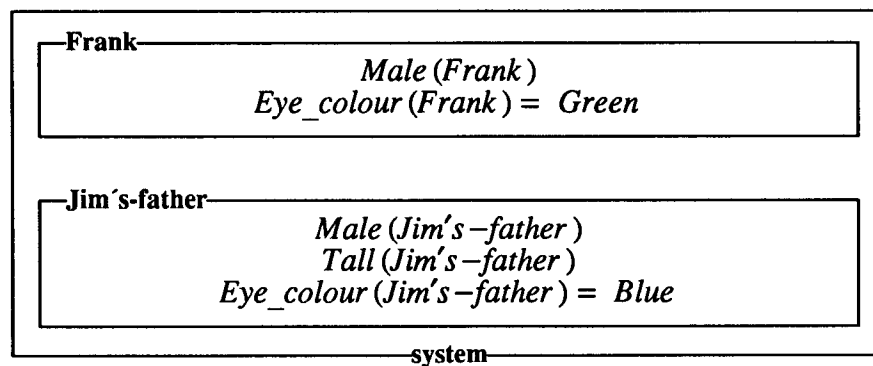 Frank
Male (Frank)
Eye_colour (Frank) = Green
Jim´s-father
Male (Jim's-father)
Tall (Jim's-father)
Eye_colour (Jim's-father) = Blue
system